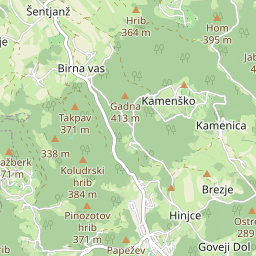 Šentjanž
Hrib
364 m
Hom
395 m
Birna vas
Gadna
413 m
Kamenško
Takpav
371 m
Kamenica
338 m
Koludrski
hrib
384 m
371 m
Brezje
Pinozotov
hrib
371 m
Hinjce
289
Papežev
Goveji Dol